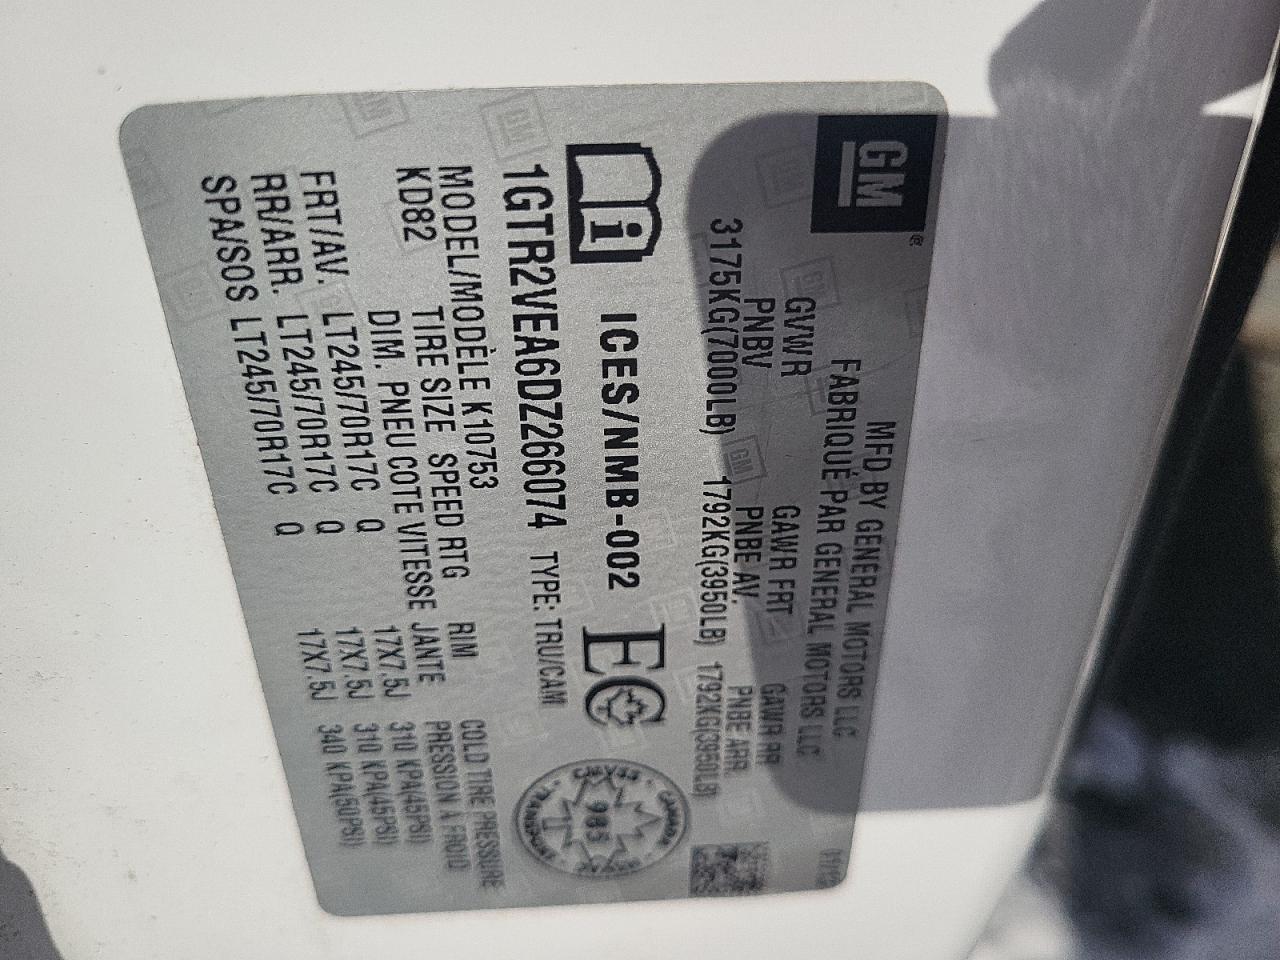 GM
MFD BY GENERAL MOTORS LLC
FABRIQUÉ PAR GENERAL MOTORS LLC
GVWR GAWR FRT GAWR RR
PNBV PNBE AV. PNBE ARR.
3175KG(7000LB) 1792KG(3950LB) 1792KG(3950LB)
i ICES/NMB-002
1GTR2VEA6DZ266074 TYPE: TRU/CAM
MODEL/MODÈLE K10753
KD82 TIRE SIZE SPEED RTG RIM COLD TIRE PRESSURE
DIM. PNEU COTE VITESSE JANTE PRESSION A FROID
FRT/AV. LT245/70R17C Q 17X7.5J 310 KPA(45PSI)
RR/ARR. LT245/70R17C Q 17X7.5J 310 KPA(45PSI)
SPA/SOS LT245/70R17C Q 17X7.5J 340 KPA(50PSI)
CANADA
TRANSPORT
985